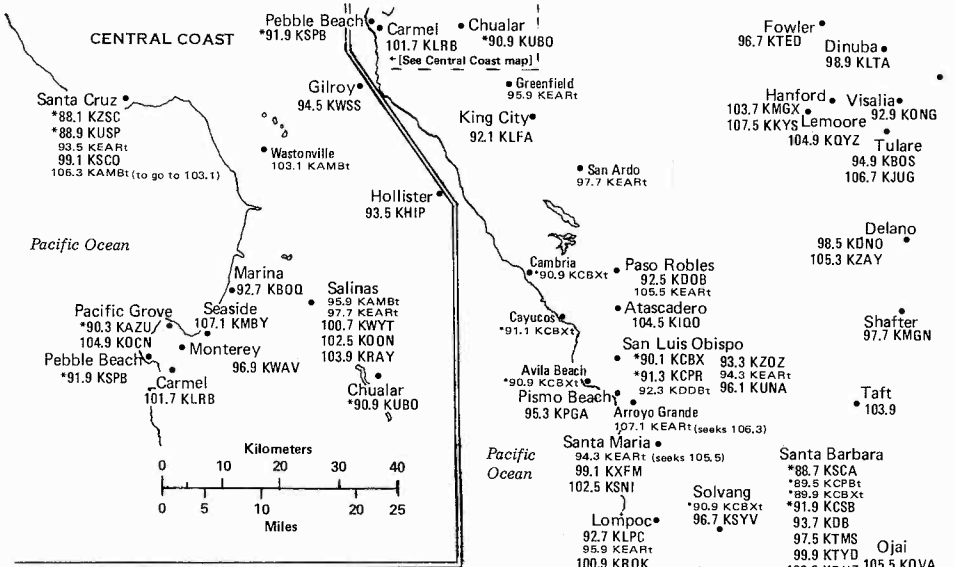 CENTRAL COAST
Pebble Beach
*91.9 KSPB
Carmel
101.7 KLRB
Chualar
*90.9 KUBO
[See Central Coast map]
Santa Cruz
*88.1 KZSC
*88.9 KUSP
93.5 KEARt
99.1 KSCO
106.3 KAMBt (to go to 103.1)
Wastonville
103.1 KAMBt
Gilroy
94.5 KWSS
Hollister
93.5 KHIP
Pacific Ocean
Marina
92.7 KBOQ
Seaside
107.1 KMBY
Pacific Grove
*90.3 KAZU
104.9 KOCN
Pebble Beach
*91.9 KSPB
Monterey
96.9 KWAV
Carmel
101.7 KLRB
Salinas
95.9 KAMBt
97.7 KEARt
100.7 KWYT
102.5 KDON
103.9 KRAY
Chualar
*90.9 KUBO
Kilometers
0 10 20 30 40
0 5 10 20 25
Miles
Greenfield
95.9 KEARt
King City
92.1 KLFA
San Ardo
97.7 KEARt
Cambria
*90.9 KCBXt
Paso Robles
92.5 KDDB
105.5 KEARt
Atascadero
104.5 KIQO
Cayucos
*91.1 KCBXt
San Luis Obispo
*90.1 KCBX
*91.3 KCPR
92.3 KDDBt
93.3 KZOZ
94.3 KEARt
96.1 KUNA
Avila Beach
*90.9 KCBXt
Pismo Beach
95.3 KPGA
Arroyo Grande
107.1 KEARt (seeks 106.3)
Pacific
Ocean
Santa Maria
94.3 KEARt (seeks 105.5)
99.1 KXFM
102.5 KSNI
Lompoc
92.7 KLPC
95.9 KEARt
100.9 KRQK
Solvang
*90.9 KCBXt
96.7 KSYV
Fowler
96.7 KTED
Dinuba
98.9 KLTA
Hanford
103.7 KMGX
107.5 KKYS
Lemoore
104.9 KQYZ
Visalia
92.9 KONG
Tulare
94.9 KBOS
106.7 KJUG
Delano
98.5 KDNO
105.3 KZAY
Shafter
97.7 KMGN
Taft
103.9
Santa Barbara
*88.7 KSCA
*89.5 KCPBt
*89.9 KCBXt
*91.9 KCSB
93.7 KDB
97.5 KTMS
99.9 KTYD
Ojai
105.5 KOVA